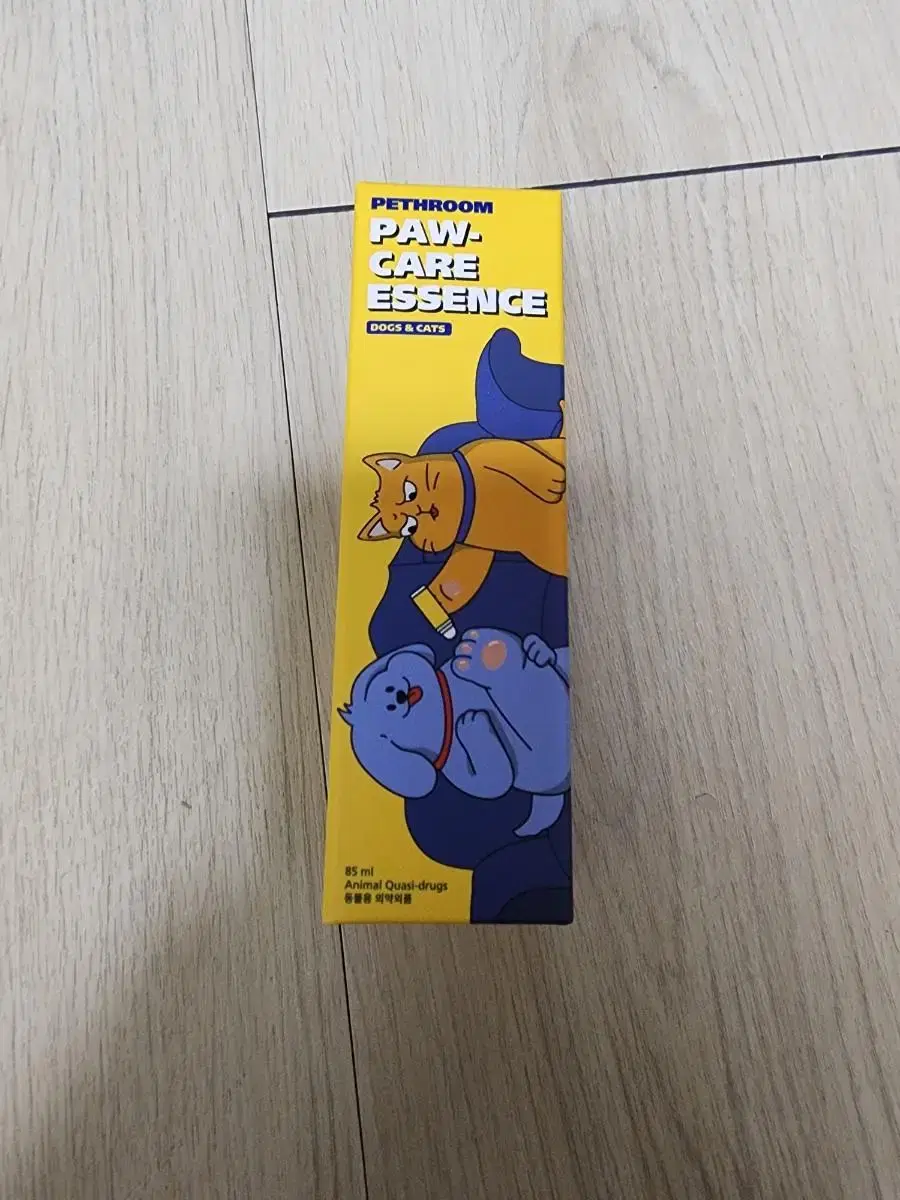 PETHROOM
PAW-
CARE
ESSENCE
DOGS & CATS
85 ml
Animal Quasi-drugs
동물용 의약외품